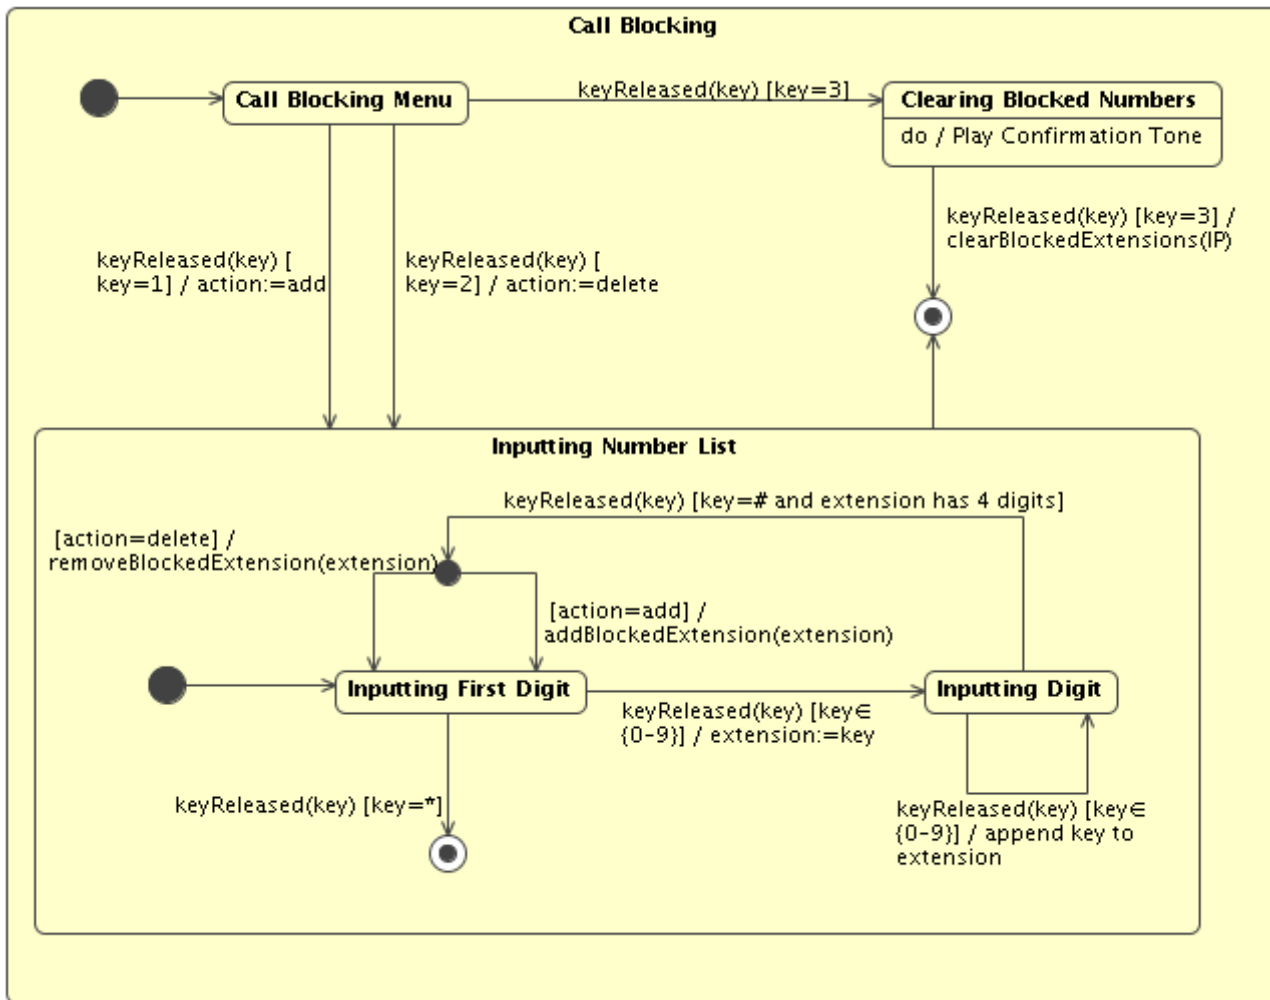 Call Blocking
Call Blocking Menu
keyReleased(key) [key=3]
Clearing Blocked Numbers
do / Play Confirmation Tone
keyReleased(key) [key=3] /
clearBlockedExtensions(IP)
keyReleased(key) [
key=1] / action:=add
keyReleased(key) [
key=2] / action:=delete
Inputting Number List
keyReleased(key) [key=# and extension has 4 digits]
[action=delete] /
removeBlockedExtension(extension)
[action=add] /
addBlockedExtension(extension)
Inputting First Digit
keyReleased(key) [key∈
{0-9}] / extension:=key
Inputting Digit
keyReleased(key) [key=*]
keyReleased(key) [key∈
{0-9}] / append key to
extension